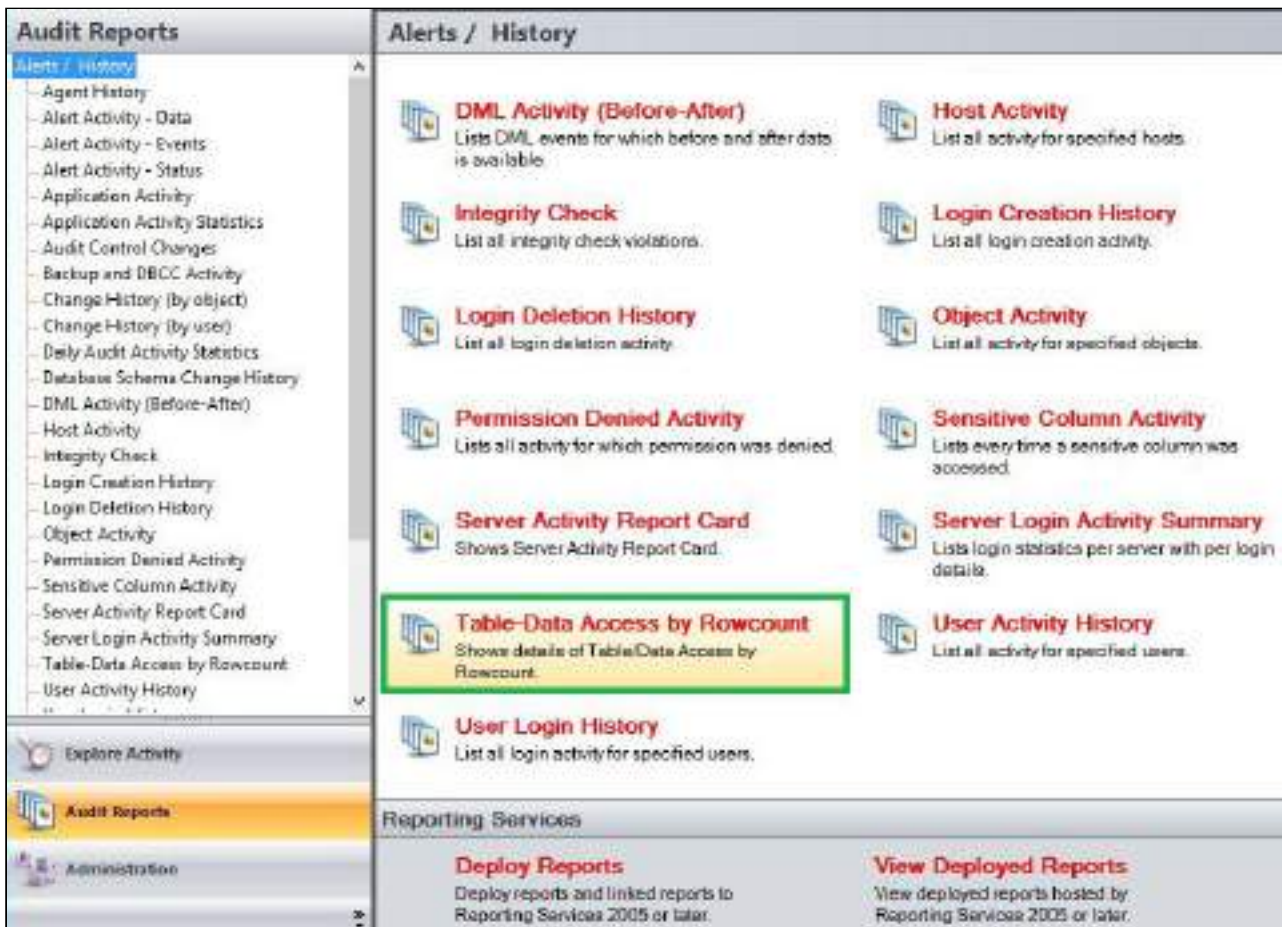 Audit Reports
Alerts / History
Agent History
Alert Activity - Data
Alert Activity - Events
Alert Activity - Status
Application Activity
Application Activity Statistics
Audit Control Changes
Backup and DBCC Activity
Change History (by object)
Change History (by user)
Daily Audit Activity Statistics
Database Schema Change History
DML Activity (Before-After)
Host Activity
Integrity Check
Login Creation History
Login Deletion History
Object Activity
Permission Denied Activity
Sensitive Column Activity
Server Activity Report Card
Server Login Activity Summary
Table-Data Access by Rowcount
User Activity History
Explore Activity
Audit Reports
Administration
Alerts / History
DML Activity (Before-After)
Lists DML events for which before and after data
is available.
Host Activity
List all activity for specified hosts.
Integrity Check
List all integrity check violations.
Login Creation History
List all login creation activity.
Login Deletion History
List all login deletion activity.
Object Activity
List all activity for specified objects.
Permission Denied Activity
Lists all activity for which permission was denied.
Sensitive Column Activity
Lists every time a sensitive column was
accessed.
Server Activity Report Card
Shows Server Activity Report Card.
Server Login Activity Summary
Lists login statistics per server with per login
details.
Table-Data Access by Rowcount
Shows details of Table/Data Access by
Rowcount.
User Activity History
List all activity for specified users.
User Login History
List all login activity for specified users.
Reporting Services
Deploy Reports
Deploy reports and linked reports to
Reporting Services 2005 or later.
View Deployed Reports
View deployed reports hosted by
Reporting Services 2005 or later.